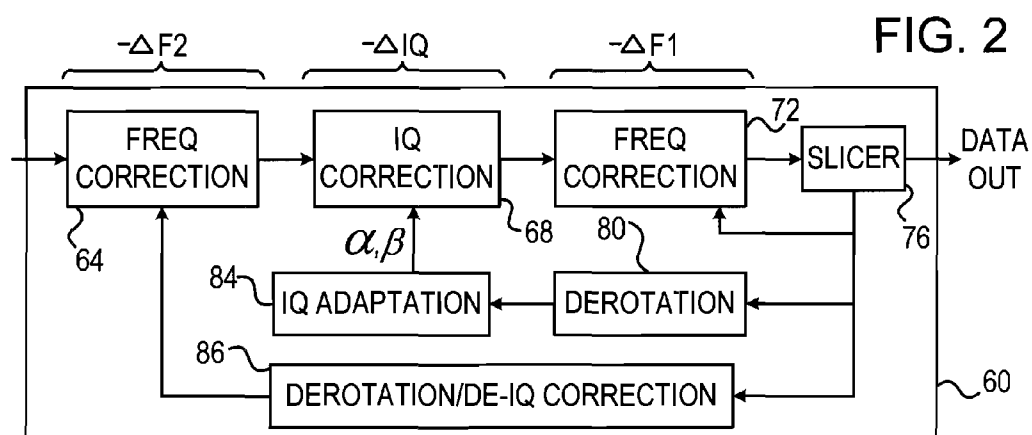 FIG. 2
-ΔF2
-ΔIQ
-ΔF1
FREQ
CORRECTION
64
IQ
CORRECTION
68
FREQ
CORRECTION
72
SLICER
76
DATA
OUT
α,β
84
IQ ADAPTATION
80
DEROTATION
86
DEROTATION/DE-IQ CORRECTION
60